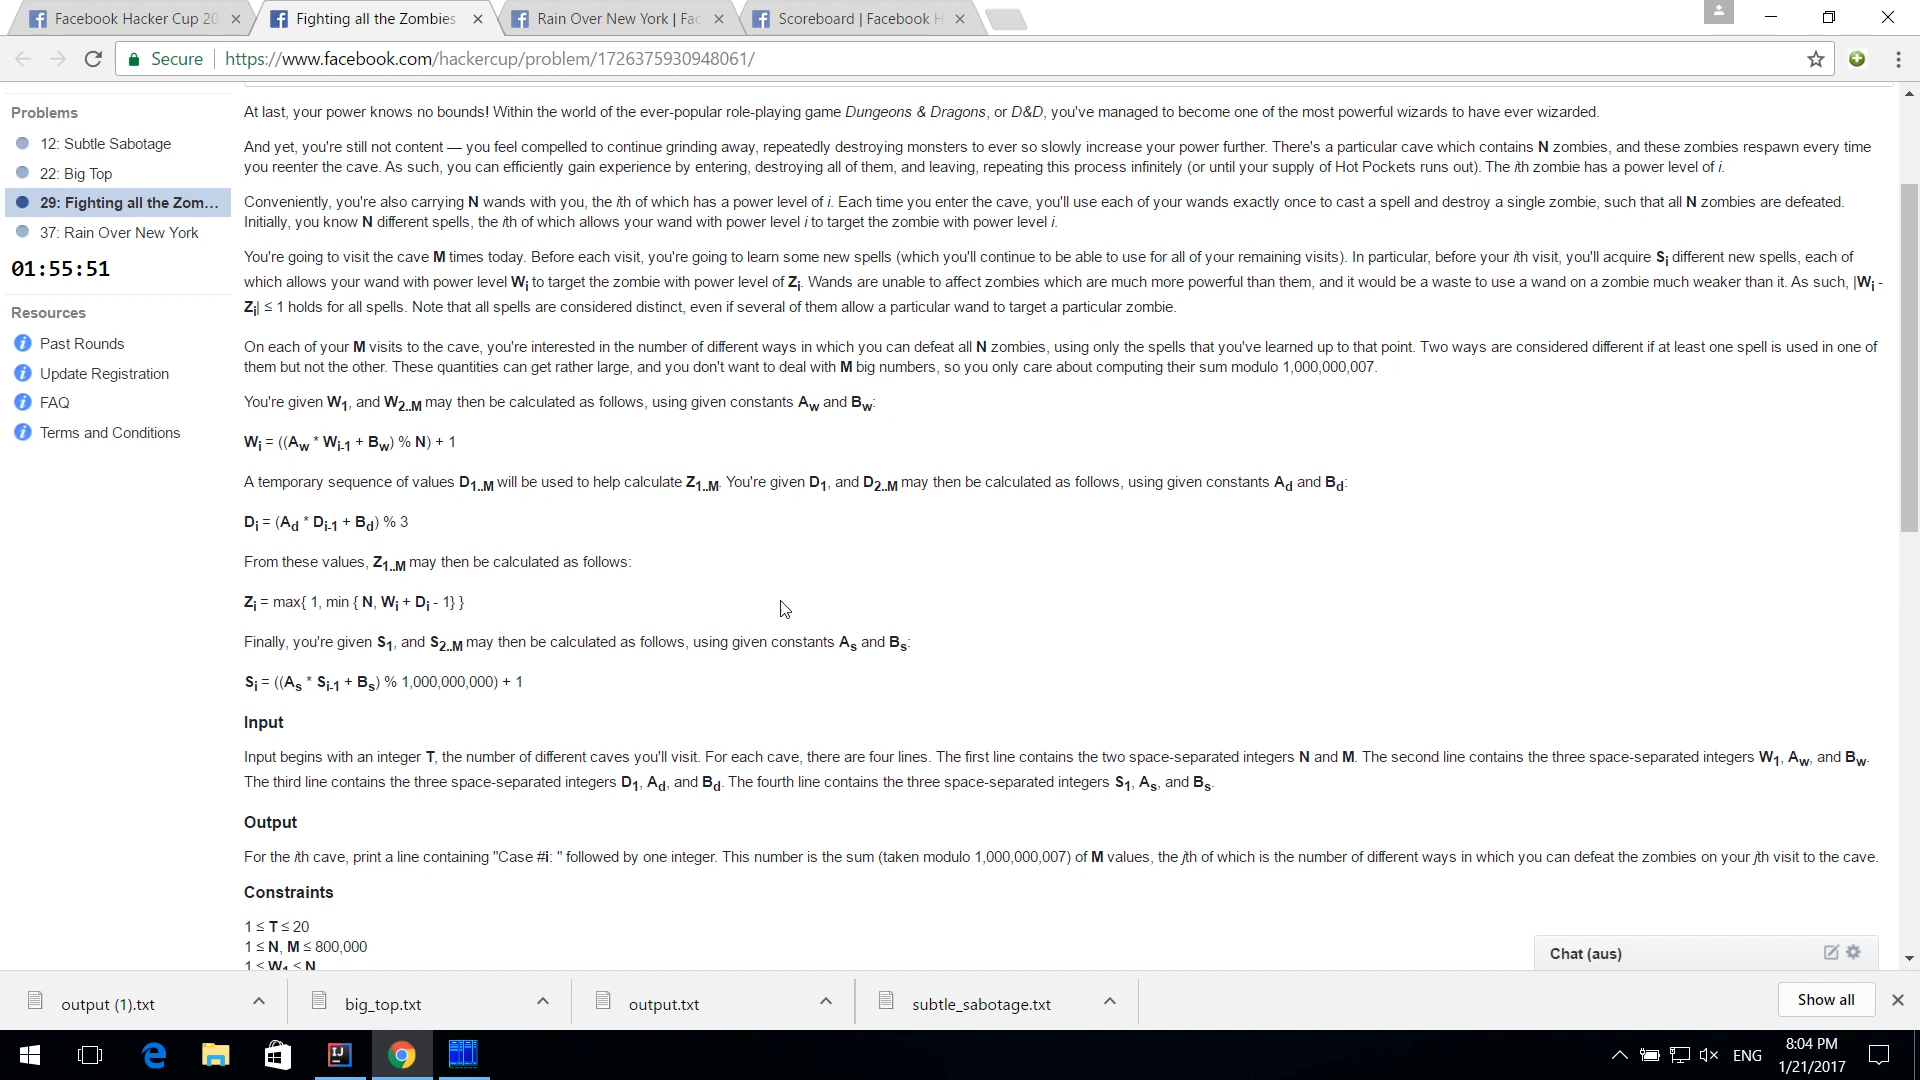 Facebook Hacker Cup 20
Fighting all the Zombies
Rain Over New York | Fac
Scoreboard | Facebook H
Secure
https://www.facebook.com/hackercup/problem/1726375930948061/
Problems
12: Subtle Sabotage
22: Big Top
29: Fighting all the Zom...
37: Rain Over New York
01:55:51
Resources
Past Rounds
Update Registration
FAQ
Terms and Conditions
At last, your power knows no bounds! Within the world of the ever-popular role-playing game Dungeons & Dragons, or D&D, you've managed to become one of the most powerful wizards to have ever wizarded.
And yet, you're still not content — you feel compelled to continue grinding away, repeatedly destroying monsters to ever so slowly increase your power further. There's a particular cave which contains N zombies, and these zombies respawn every time
you reenter the cave. As such, you can efficiently gain experience by entering, destroying all of them, and leaving, repeating this process infinitely (or until your supply of Hot Pockets runs out). The ith zombie has a power level of i.
Conveniently, you're also carrying N wands with you, the ith of which has a power level of i. Each time you enter the cave, you'll use each of your wands exactly once to cast a spell and destroy a single zombie, such that all N zombies are defeated.
Initially, you know N different spells, the ith of which allows your wand with power level i to target the zombie with power level i.
You're going to visit the cave M times today. Before each visit, you're going to learn some new spells (which you'll continue to be able to use for all of your remaining visits). In particular, before your ith visit, you'll acquire Si different new spells, each of
which allows your wand with power level Wi to target the zombie with power level of Zi. Wands are unable to affect zombies which are much more powerful than them, and it would be a waste to use a wand on a zombie much weaker than it. As such, |Wi -
Zi| ≤ 1 holds for all spells. Note that all spells are considered distinct, even if several of them allow a particular wand to target a particular zombie.
On each of your M visits to the cave, you're interested in the number of different ways in which you can defeat all N zombies, using only the spells that you've learned up to that point. Two ways are considered different if at least one spell is used in one of
them but not the other. These quantities can get rather large, and you don't want to deal with M big numbers, so you only care about computing their sum modulo 1,000,000,007.
You're given W1, and W2..M may then be calculated as follows, using given constants Aw and Bw:
Wi = ((Aw * Wi-1 + Bw) % N) + 1
A temporary sequence of values D1..M will be used to help calculate Z1..M. You're given D1, and D2..M may then be calculated as follows, using given constants Ad and Bd:
Di = (Ad * Di-1 + Bd) % 3
From these values, Z1..M may then be calculated as follows:
Zi = max{ 1, min { N, Wi + Di - 1} }
Finally, you're given S1, and S2..M may then be calculated as follows, using given constants As and Bs:
Si = ((As * Si-1 + Bs) % 1,000,000,000) + 1
Input
Input begins with an integer T, the number of different caves you'll visit. For each cave, there are four lines. The first line contains the two space-separated integers N and M. The second line contains the three space-separated integers W1, Aw, and Bw.
The third line contains the three space-separated integers D1, Ad, and Bd. The fourth line contains the three space-separated integers S1, As, and Bs.
Output
For the ith cave, print a line containing "Case #i: " followed by one integer. This number is the sum (taken modulo 1,000,000,007) of M values, the jth of which is the number of different ways in which you can defeat the zombies on your jth visit to the cave.
Constraints
1 ≤ T ≤ 20
1 ≤ N, M ≤ 800,000
1 ≤ W1 ≤ N
Chat (aus)
output (1).txt
big_top.txt
output.txt
subtle_sabotage.txt
Show all
IJ
ENG
8:04 PM
1/21/2017